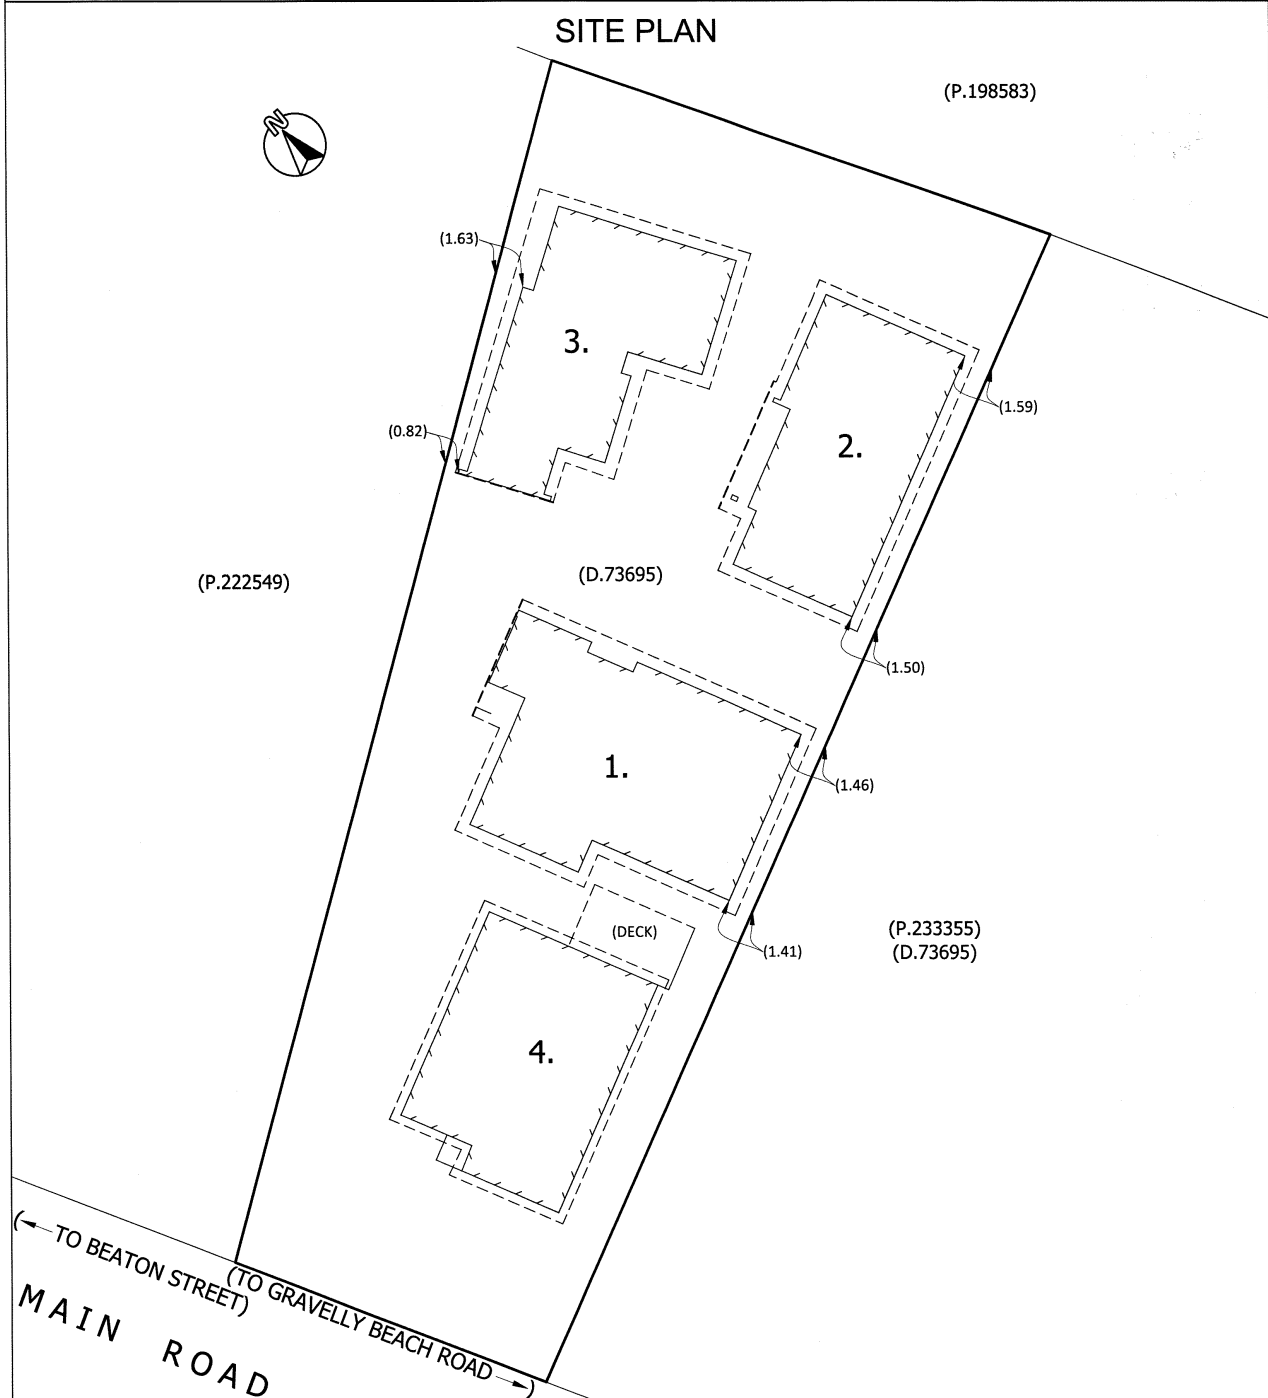 SITE PLAN
(P.198583)
N
(1.63)
3.
(1.59)
(0.82)
2.
(P.222549)
(D.73695)
(1.50)
1.
(1.46)
(P.233355)
(D.73695)
(DECK)
(1.41)
4.
( TO BEATON STREET)
(TO GRAVELLY BEACH ROAD )
MAIN ROAD